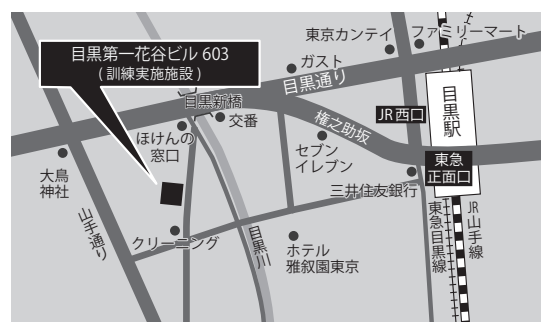 目黒第一花谷ビル 603
(訓練実施施設)
東京カンテイ
ファミリーマート
ガスト
目黒通り
目黒新橋
交番
権之助坂
JR西口
目黒駅
ほけんの
窓口
セブン
イレブン
東急
正面口
三井住友銀行
大鳥
神社
山手通り
クリーニング
目黒川
ホテル
雅叙園東京
東急目黒線
JR山手線